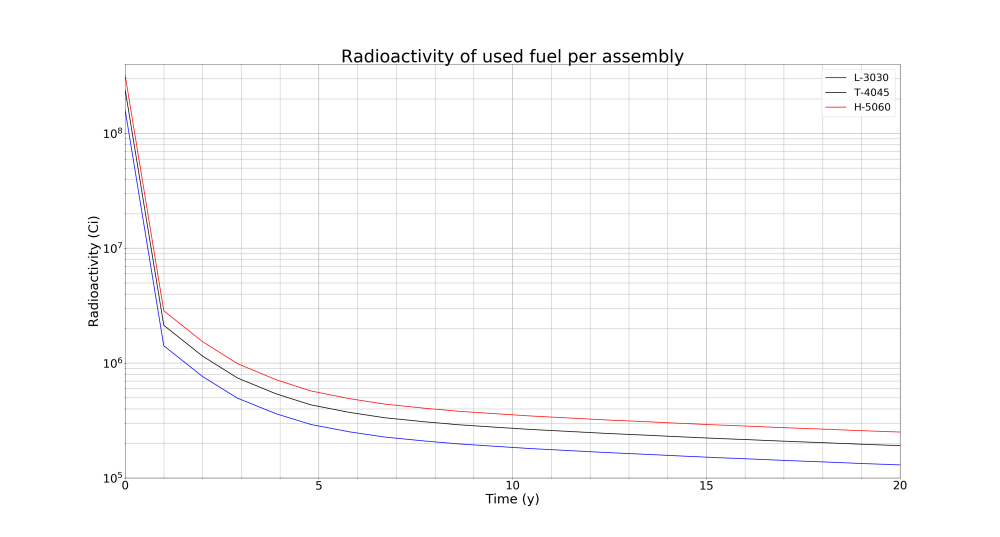 Radioactivity of used fuel per assembly
L-3030
T-4045
H-5060
Radioactivity (Ci)
10⁸
10⁷
10⁶
10⁵
0 5 10 15 20
Time (y)